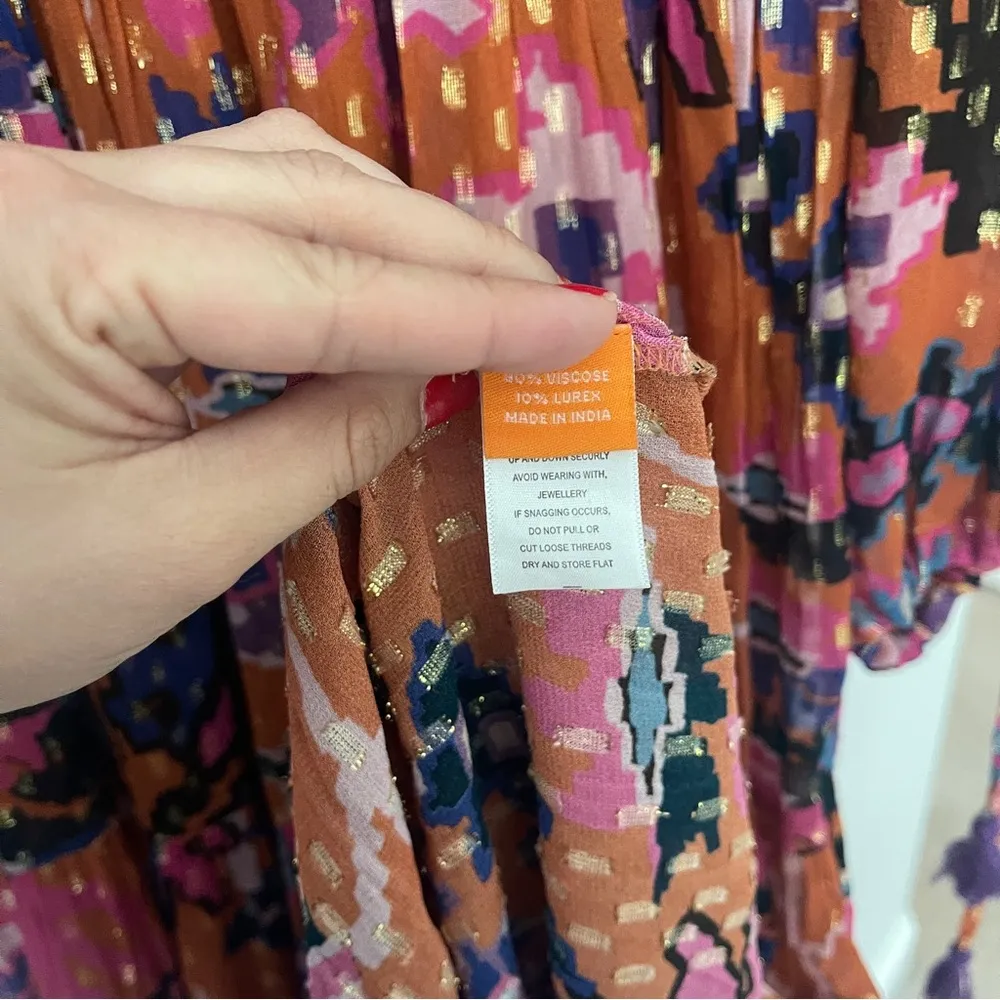 90% VISCOSE
10% LUREX
MADE IN INDIA
UP AND DOWN SECURLY
AVOID WEARING WITH,
JEWELLERY
IF SNAGGING OCCURS,
DO NOT PULL OR
CUT LOOSE THREADS
DRY AND STORE FLAT